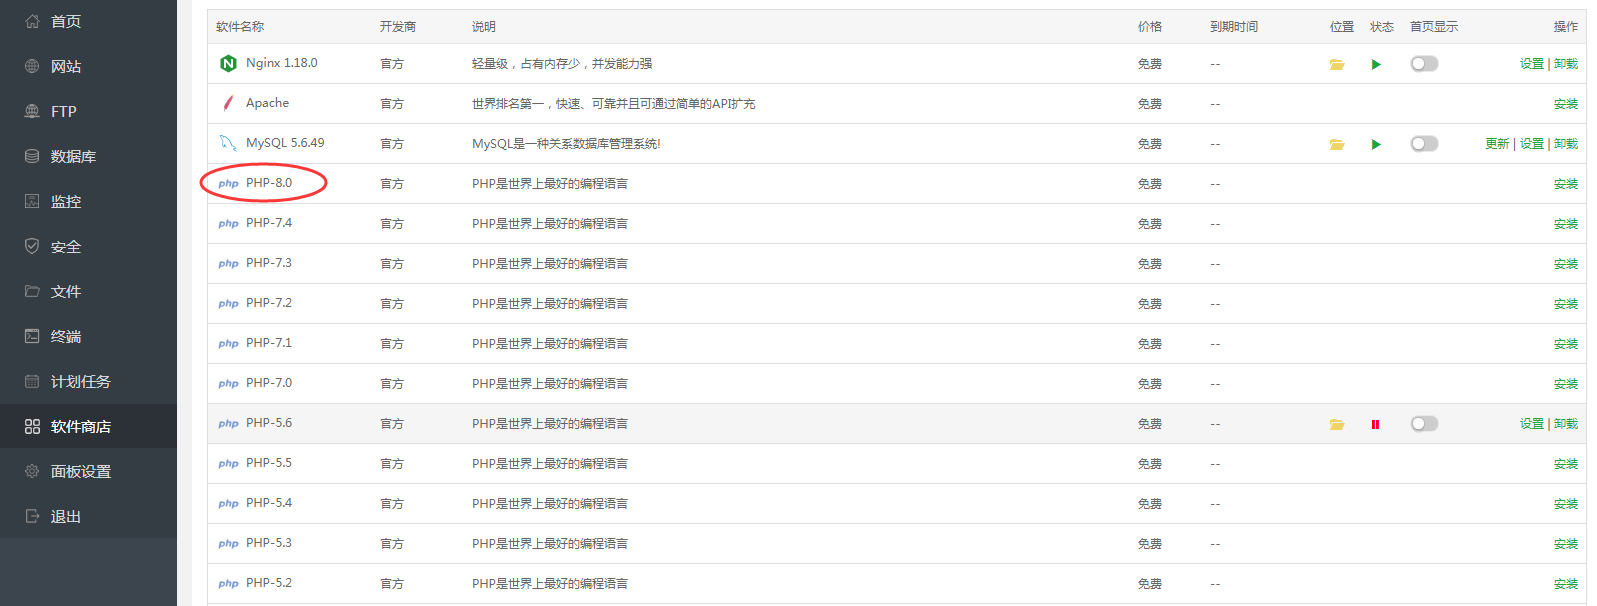 首页
网站
FTP
数据库
监控
安全
文件
终端
计划任务
软件商店
面板设置
退出
软件名称 开发商 说明 价格 到期时间 位置 状态 首页显示 操作
Nginx 1.18.0 官方 轻量级，占有内存少，并发能力强 免费 -- 设置 | 卸载
Apache 官方 世界排名第一，快速、可靠并且可通过简单的API扩充 免费 -- 安装
MySQL 5.6.49 官方 MySQL是一种关系数据库管理系统! 免费 -- 更新 | 设置 | 卸载
php PHP-8.0 官方 PHP是世界上最好的编程语言 免费 -- 安装
php PHP-7.4 官方 PHP是世界上最好的编程语言 免费 -- 安装
php PHP-7.3 官方 PHP是世界上最好的编程语言 免费 -- 安装
php PHP-7.2 官方 PHP是世界上最好的编程语言 免费 -- 安装
php PHP-7.1 官方 PHP是世界上最好的编程语言 免费 -- 安装
php PHP-7.0 官方 PHP是世界上最好的编程语言 免费 -- 安装
php PHP-5.6 官方 PHP是世界上最好的编程语言 免费 -- 设置 | 卸载
php PHP-5.5 官方 PHP是世界上最好的编程语言 免费 -- 安装
php PHP-5.4 官方 PHP是世界上最好的编程语言 免费 -- 安装
php PHP-5.3 官方 PHP是世界上最好的编程语言 免费 -- 安装
php PHP-5.2 官方 PHP是世界上最好的编程语言 免费 -- 安装